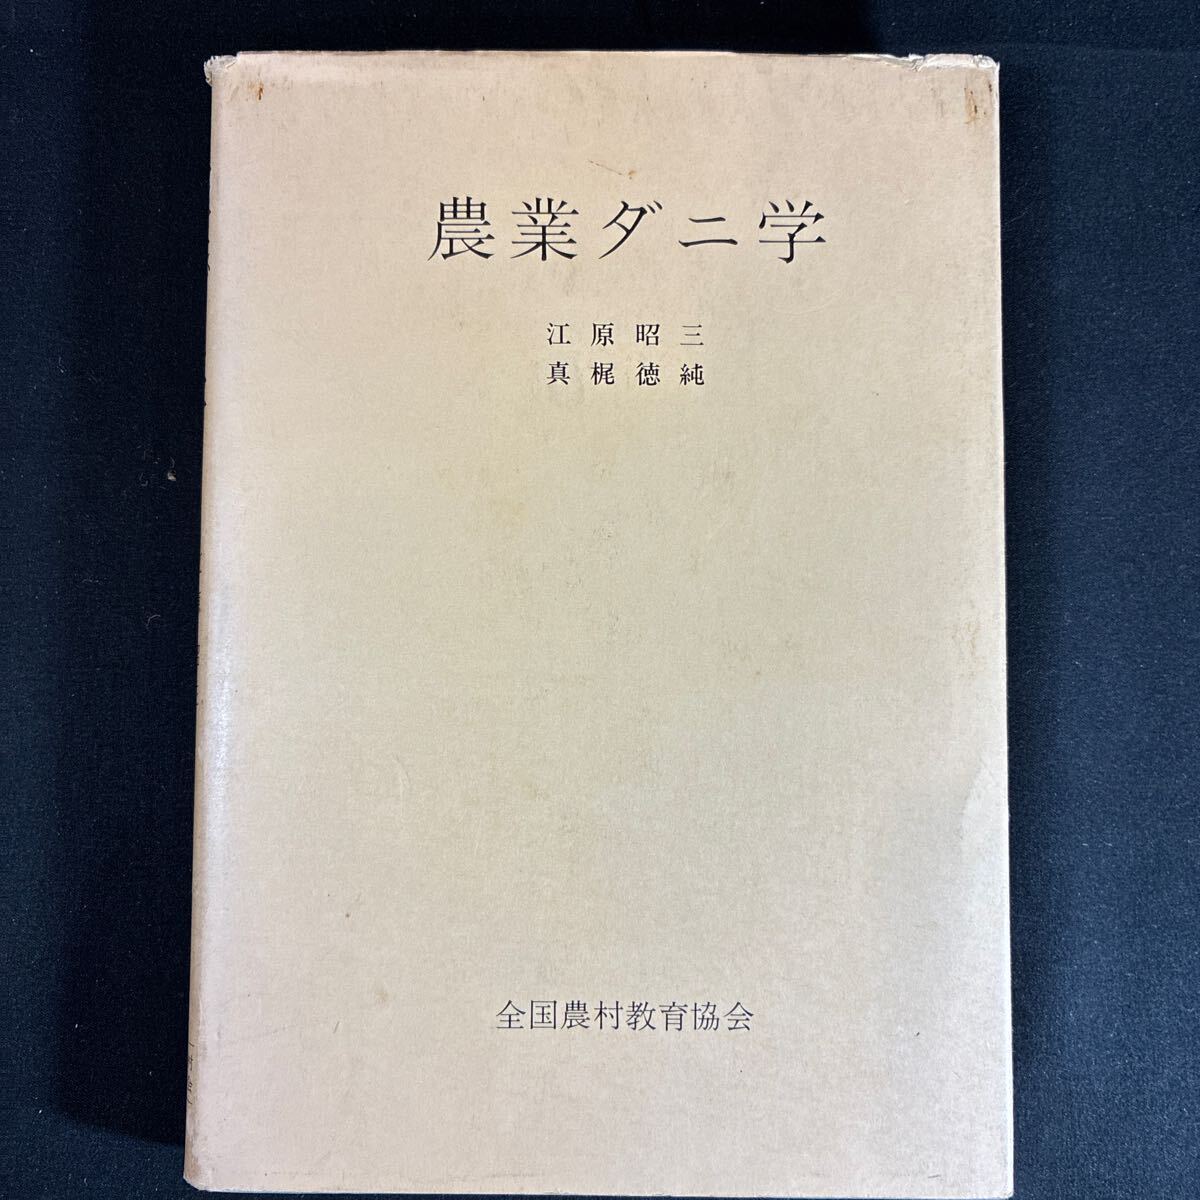 農業ダニ学
江原昭三
真梶徳純
全国農村教育協会